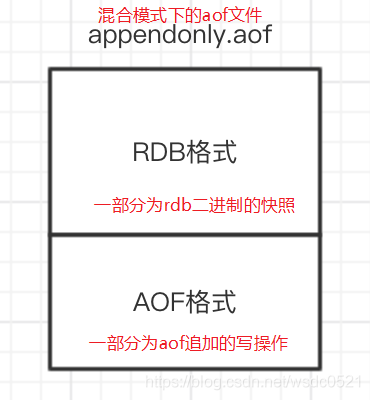 混合模式下的aof文件
appendonly.aof
RDB格式
一部分为rdb二进制的快照
AOF格式
一部分为aof追加的写操作
https://blog.csdn.net/wsdc0521